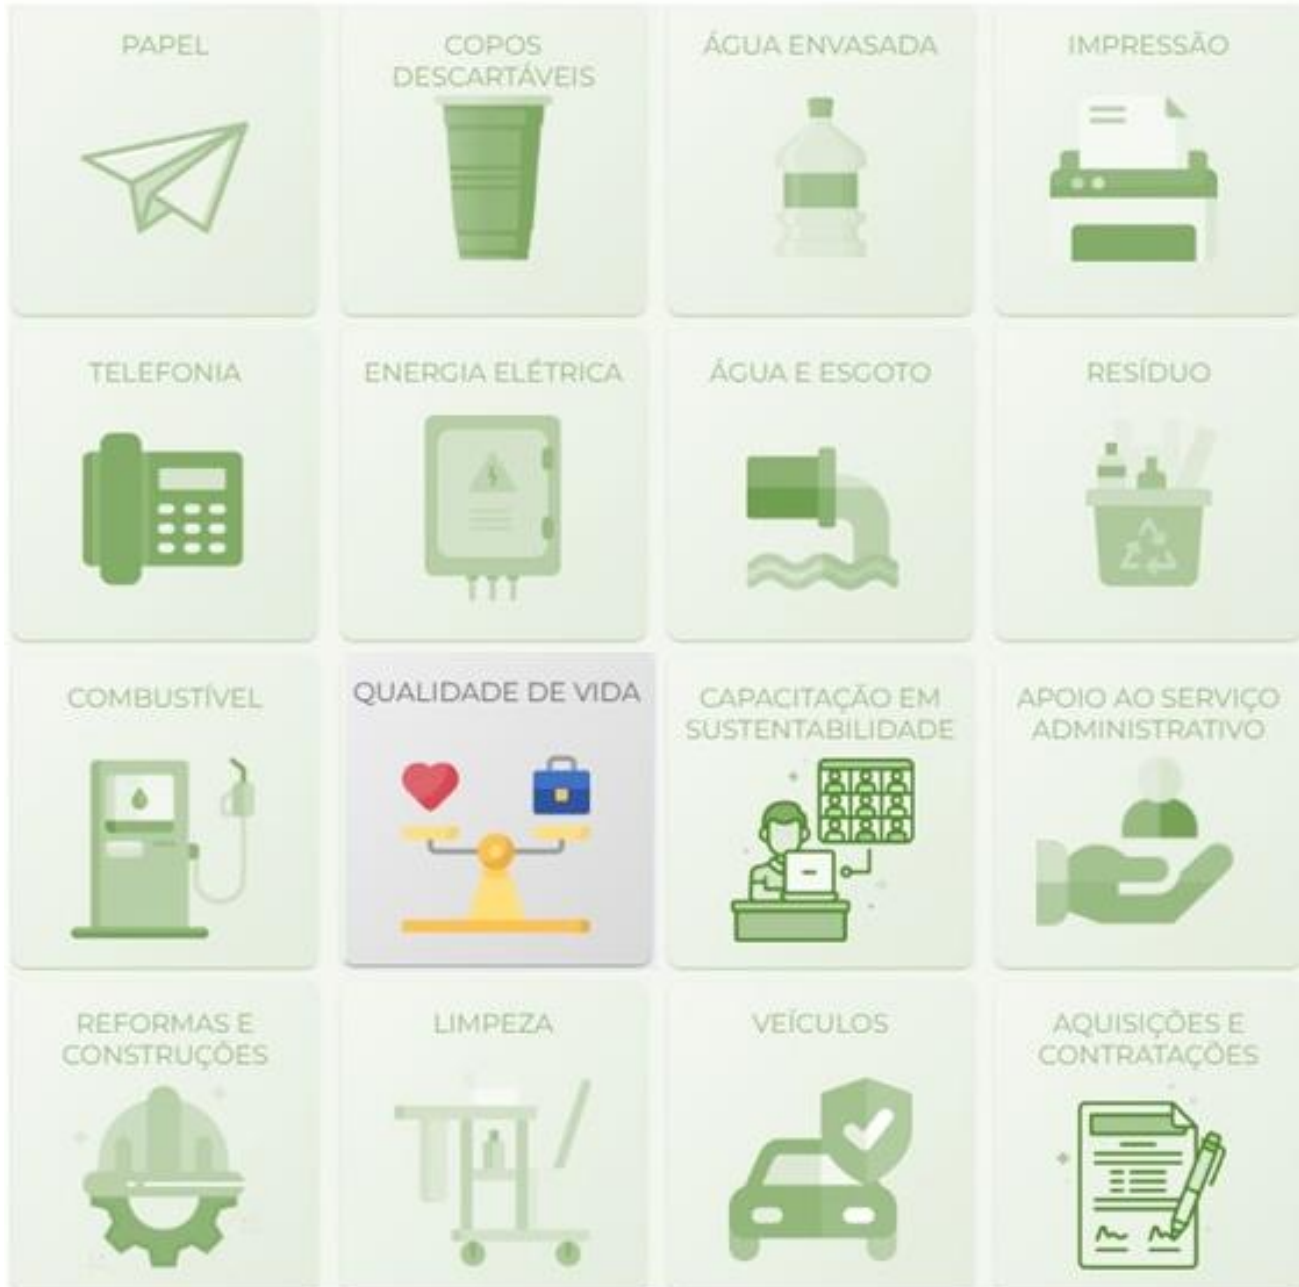 PAPEL
COPOS
DESCARTÁVEIS
ÁGUA ENVASADA
IMPRESSÃO
TELEFONIA
ENERGIA ELÉTRICA
ÁGUA E ESGOTO
RESÍDUO
COMBUSTÍVEL
QUALIDADE DE VIDA
CAPACITAÇÃO EM
SUSTENTABILIDADE
APOIO AO SERVIÇO
ADMINISTRATIVO
REFORMAS E
CONSTRUÇÕES
LIMPEZA
VEÍCULOS
AQUISIÇÕES E
CONTRATAÇÕES